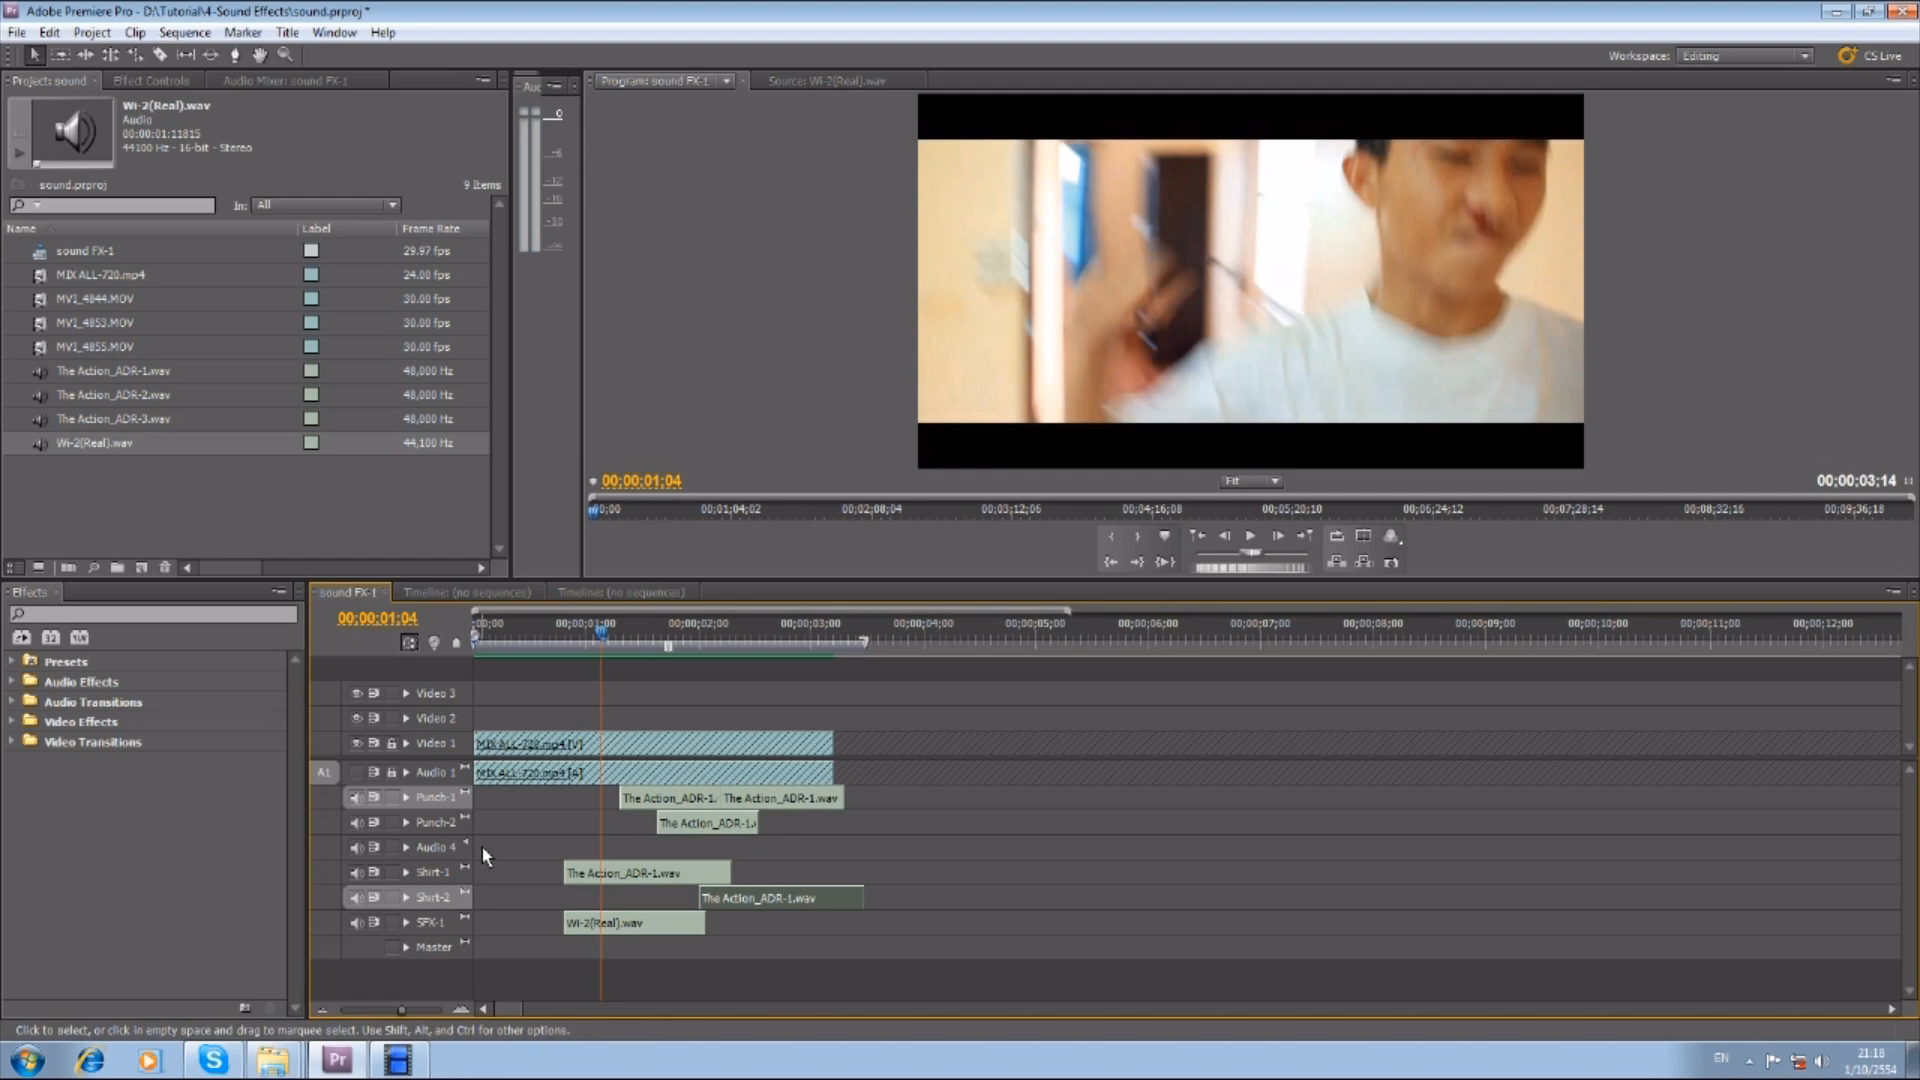 Adobe Premiere Pro - D:\Tutorial\4-Sound Effects\sound.prproj *
File Edit Project Clip Sequence Marker Title Window Help
Workspace: Editing CS Live
Project: sound Effect Controls Audio Mixer: sound FX-1
Program: sound FX-1 Source: Wi-2(Real).wav
Wi-2(Real).wav
Audio
00:00:01:11815
44100 Hz - 16-bit - Stereo
sound.prproj 9 Items
In: All
Name Label Frame Rate
sound FX-1 29.97 fps
MIX ALL-720.mp4 24.00 fps
MVI_4844.MOV 30.00 fps
MVI_4853.MOV 30.00 fps
MVI_4855.MOV 30.00 fps
The Action_ADR-1.wav 48,000 Hz
The Action_ADR-2.wav 48,000 Hz
The Action_ADR-3.wav 48,000 Hz
Wi-2(Real).wav 44,100 Hz
0
-6
-12
-18
-30
00;00;01;04 Fit 00;00;03;14
00;01;04;02 00;02;08;04 00;03;12;06 00;04;16;08 00;05;20;10 00;06;24;12 00;07;28;14 00;08;32;16 00;09;36;18
Effects
sound FX-1 Timeline: (no sequences) Timeline: (no sequences)
00;00;01;04
;00;00 00;00;01;00 00;00;02;00 00;00;03;00 00;00;04;00 00;00;05;00 00;00;06;00 00;00;07;00 00;00;08;00 00;00;09;00 00;00;10;00 00;00;11;00 00;00;12;00
Presets
Audio Effects
Audio Transitions
Video Effects
Video Transitions
Video 3
Video 2
Video 1 MIX ALL-720.mp4 [V]
A1 Audio 1 MIX ALL-720.mp4 [A]
Punch-1 The Action_ADR-1. The Action_ADR-1.wav
Punch-2 The Action_ADR-1.
Audio 4
Shirt-1 The Action_ADR-1.wav
Shirt-2 The Action_ADR-1.wav
SFX-1 Wi-2(Real).wav
Master
Click to select, or click in empty space and drag to marquee select. Use Shift, Alt, and Ctrl for other options.
EN 21:18
1/10/2554